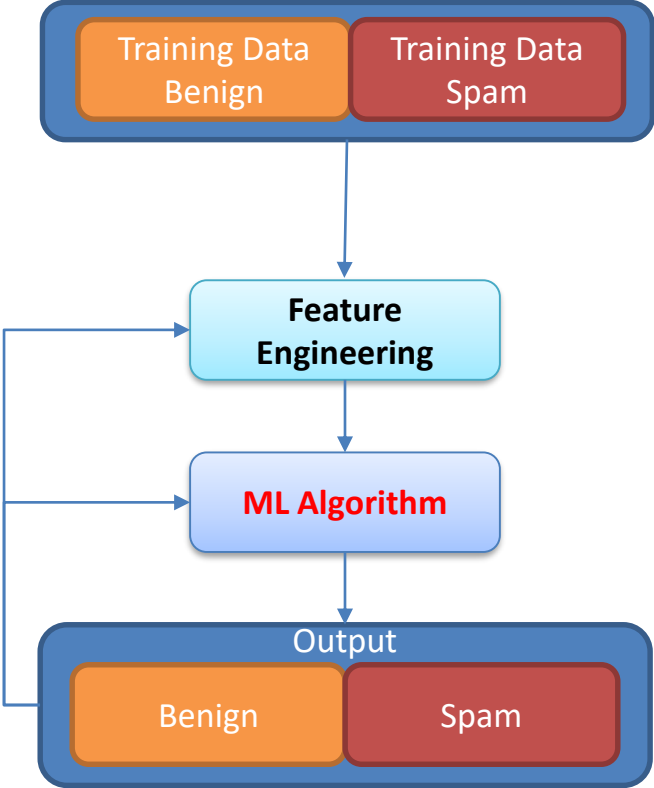 Training Data
Benign
Training Data
Spam
Feature
Engineering
ML Algorithm
Output
Benign
Spam